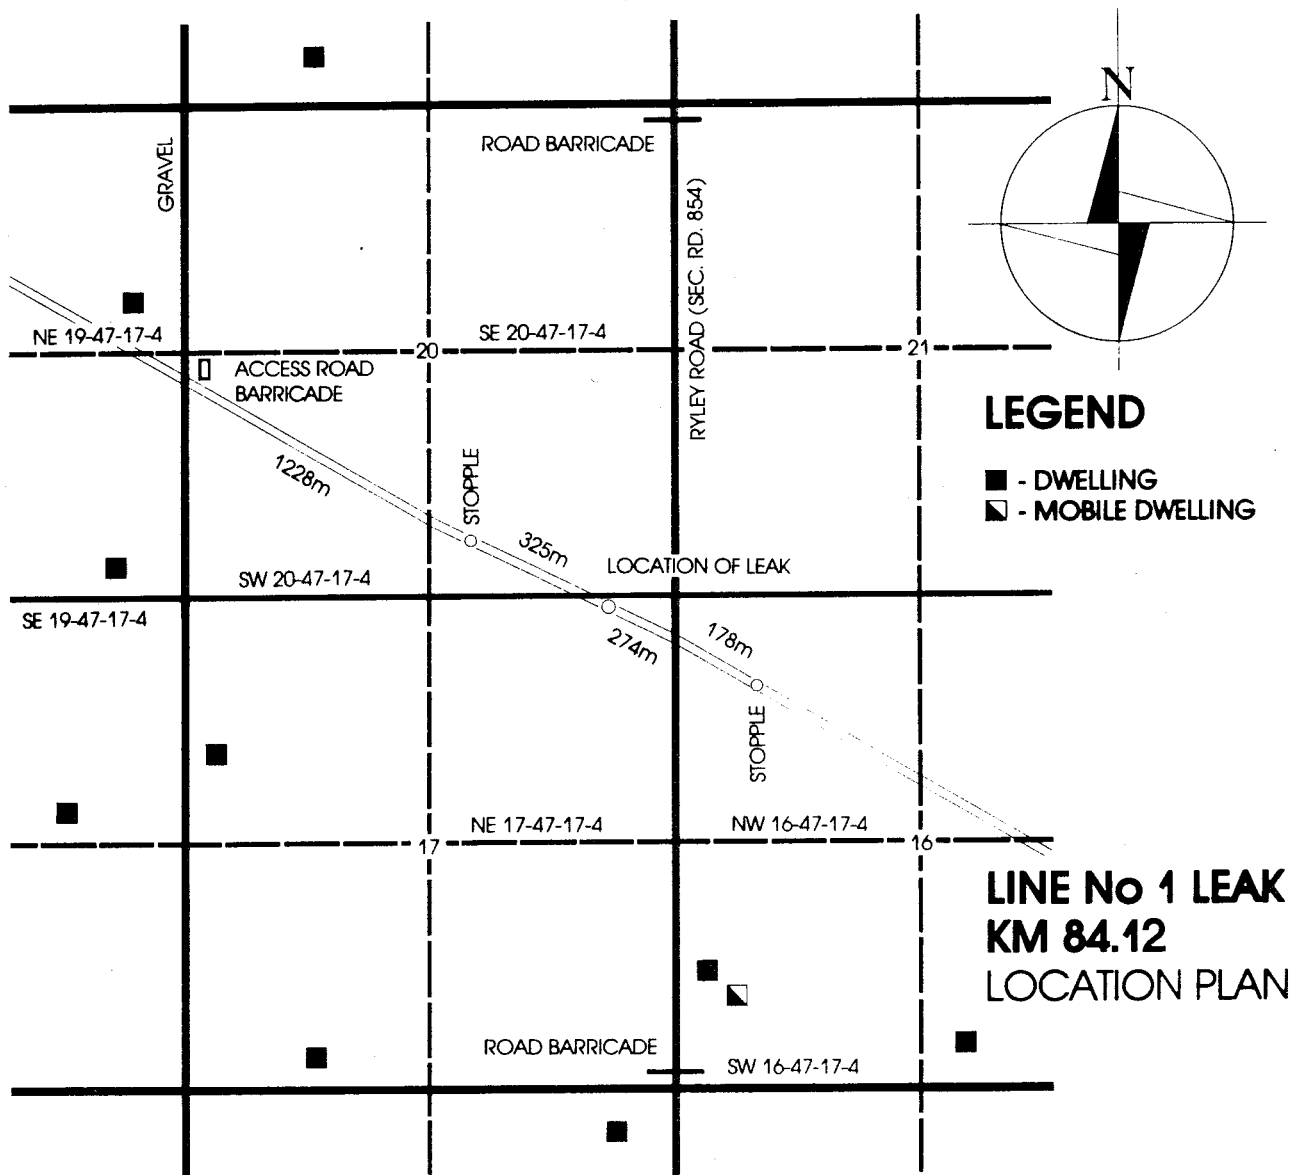 N
ROAD BARRICADE
GRAVEL
RYLEY ROAD (SEC. RD. 854)
NE 19-47-17-4
SE 20-47-17-4
20
21
ACCESS ROAD
BARRICADE
LEGEND
- DWELLING
- MOBILE DWELLING
1228m
STOPPLE
325m
LOCATION OF LEAK
SW 20-47-17-4
SE 19-47-17-4
274m
178m
STOPPLE
NE 17-47-17-4
NW 16-47-17-4
17
16
LINE No 1 LEAK
KM 84.12
LOCATION PLAN
ROAD BARRICADE
SW 16-47-17-4